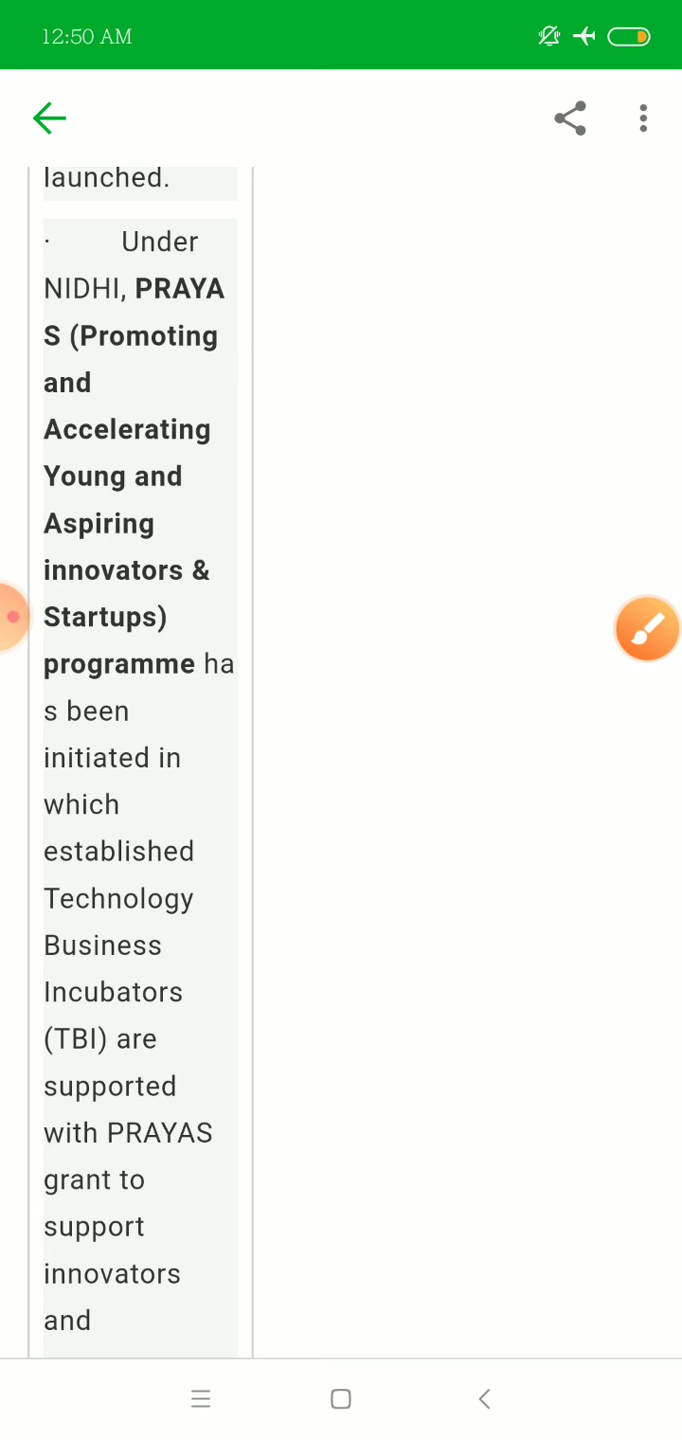 12:50 AM
launched.
· Under
NIDHI, PRAYA
S (Promoting
and
Accelerating
Young and
Aspiring
innovators &
Startups)
programme ha
s been
initiated in
which
established
Technology
Business
Incubators
(TBI) are
supported
with PRAYAS
grant to
support
innovators
and